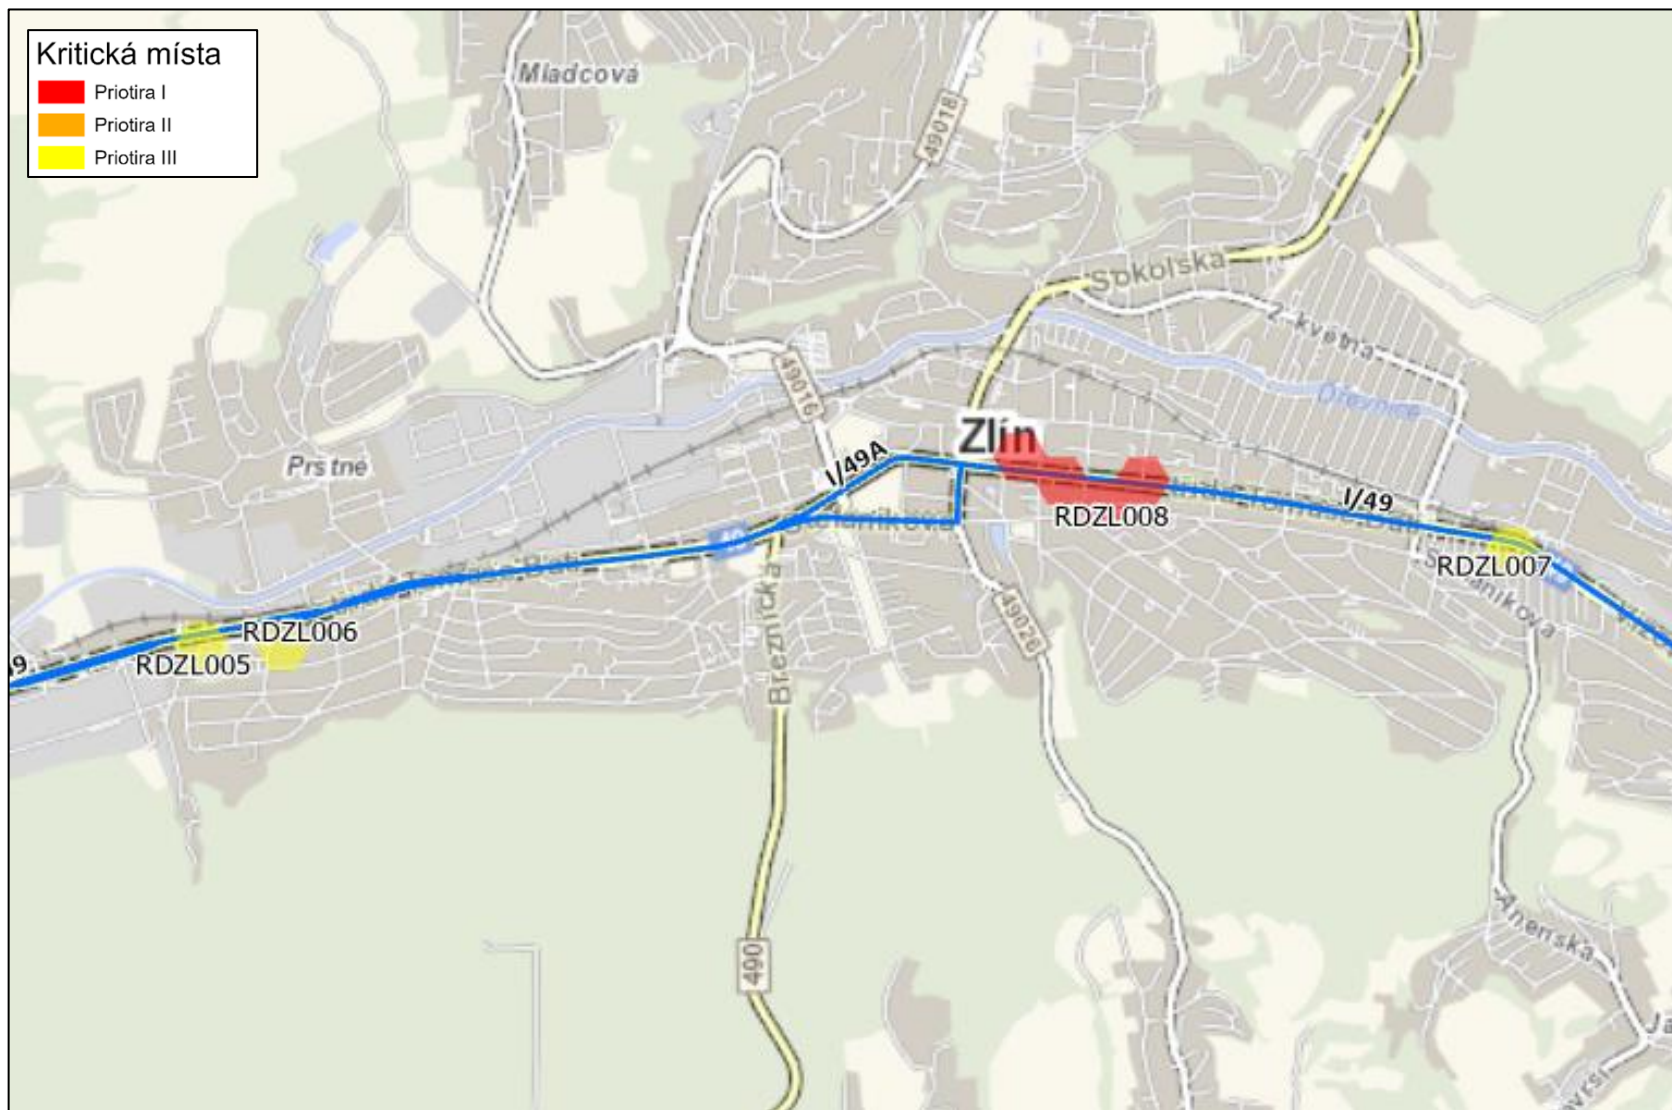 Kritická místa
Priotira I
Priotira II
Priotira III
Mladcová
49018
Sokolská
2. května
Dřevnice
49016
Zlín
Prštné
I/49A
I/49
RDZL008
RDZL007
RDZL006
RDZL005
49.
Březnická
49028
490
Anenská